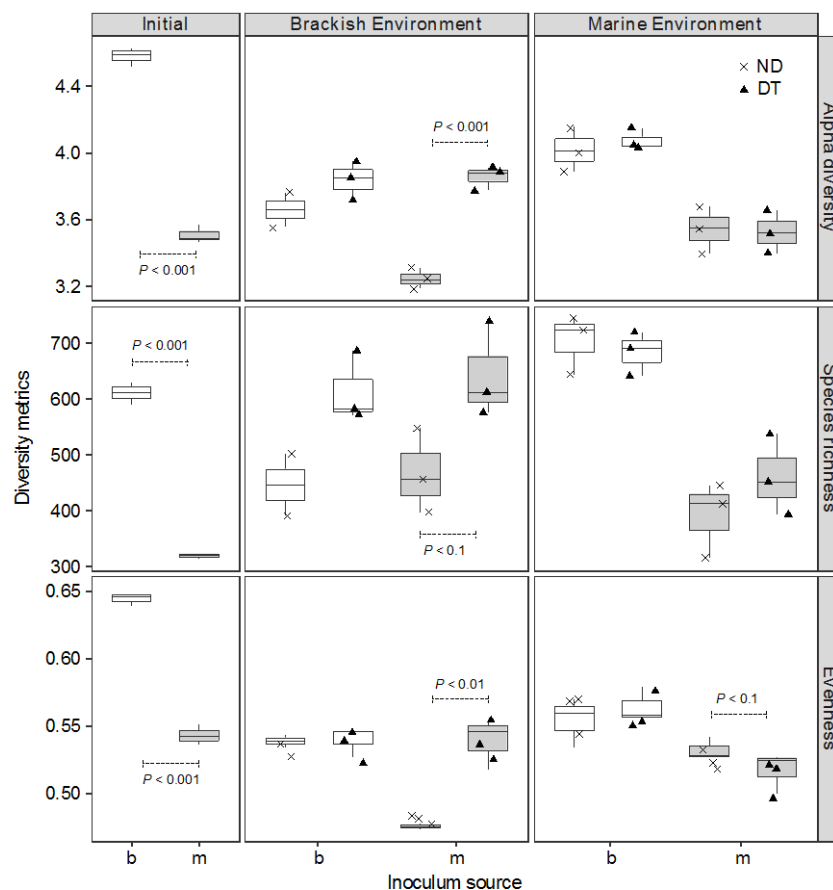 Initial
Brackish Environment
Marine Environment
× ND
▲ DT
4.4
4.0
3.6
3.2
P < 0.001
P < 0.001
Alpha diversity
700
600
500
400
300
P < 0.001
P < 0.1
Species richness
Diversity metrics
0.65
0.60
0.55
0.50
P < 0.001
P < 0.01
P < 0.1
Evenness
b
m
b
m
b
m
Inoculum source